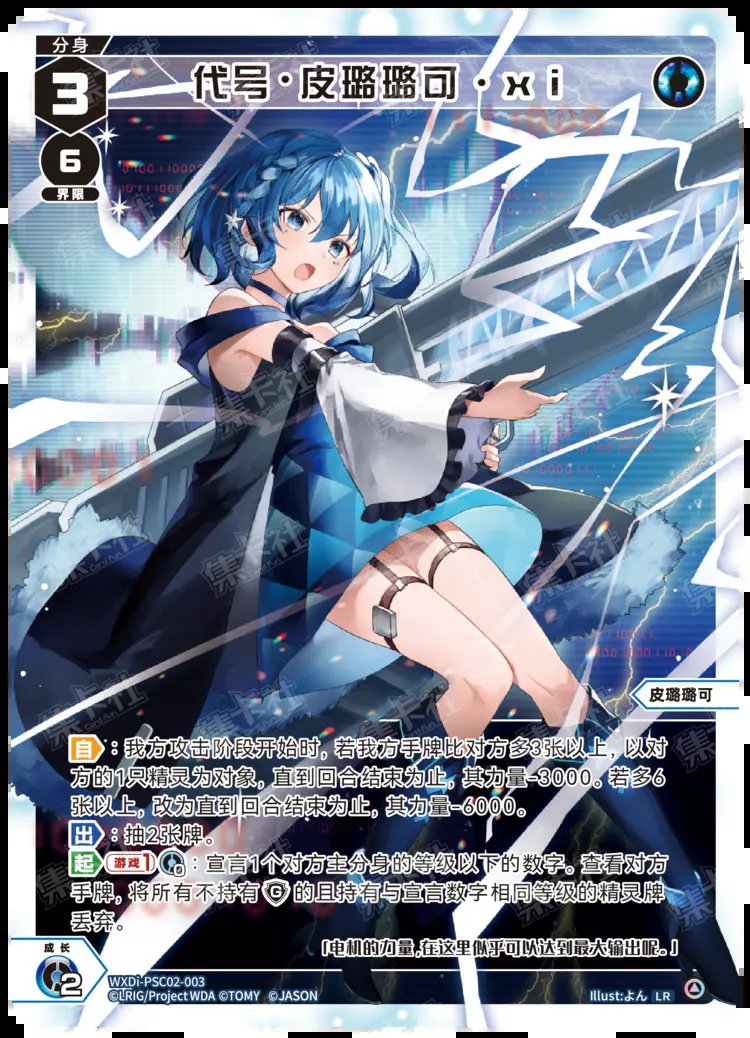 分身
代号·皮璐璐可·xi
3
6
界限
皮璐璐可
自：我方攻击阶段开始时，若我方手牌比对方多3张以上，以对
方的1只精灵为对象，直到回合结束为止，其力量-3000。若多6
张以上，改为直到回合结束为止，其力量-6000。
出：抽2张牌。
起 游戏1 0：宣言1个对方主分身的等级以下的数字。查看对方
手牌，将所有不持有G的且持有与宣言数字相同等级的精灵牌
丢弃。
「电机的力量,在这里似乎可以达到最大输出呢。」
成长
2
WXDi-PSC02-003
©LRIG/Project WDA ©TOMY ©JASON
Illust:よん LR
集卡社